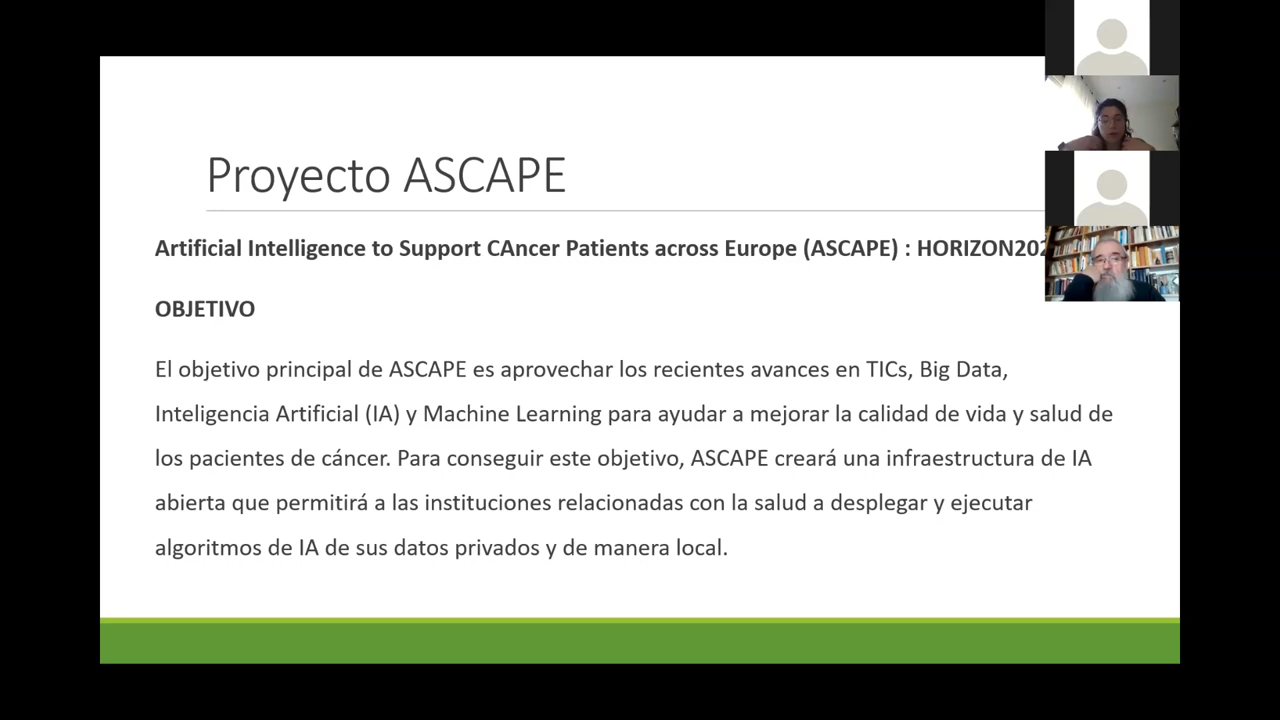 Proyecto ASCAPE
Artificial Intelligence to Support CAncer Patients across Europe (ASCAPE) : HORIZON202
OBJETIVO
El objetivo principal de ASCAPE es aprovechar los recientes avances en TICs, Big Data,
Inteligencia Artificial (IA) y Machine Learning para ayudar a mejorar la calidad de vida y salud de
los pacientes de cáncer. Para conseguir este objetivo, ASCAPE creará una infraestructura de IA
abierta que permitirá a las instituciones relacionadas con la salud a desplegar y ejecutar
algoritmos de IA de sus datos privados y de manera local.